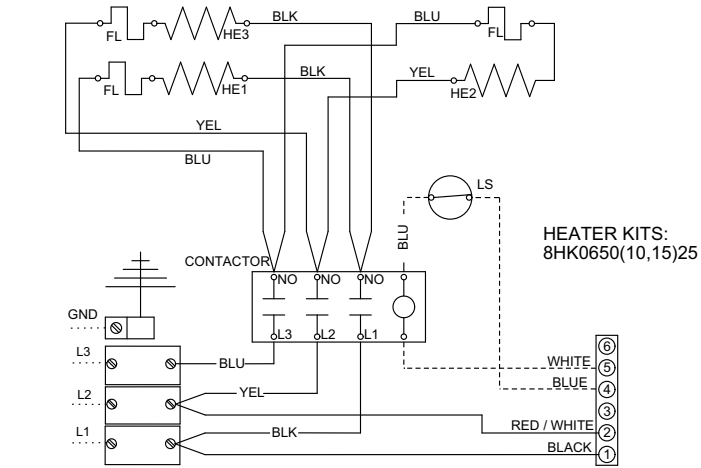 BLK
BLU
FL
HE3
FL
BLK
YEL
FL
HE1
HE2
YEL
BLU
LS
BLU
HEATER KITS:
8HK0650(10,15)25
CONTACTOR
NO
NO
NO
GND
L3
L2
L1
L3
BLU
6
WHITE
5
BLUE
4
L2
YEL
3
RED / WHITE
2
L1
BLK
BLACK
1